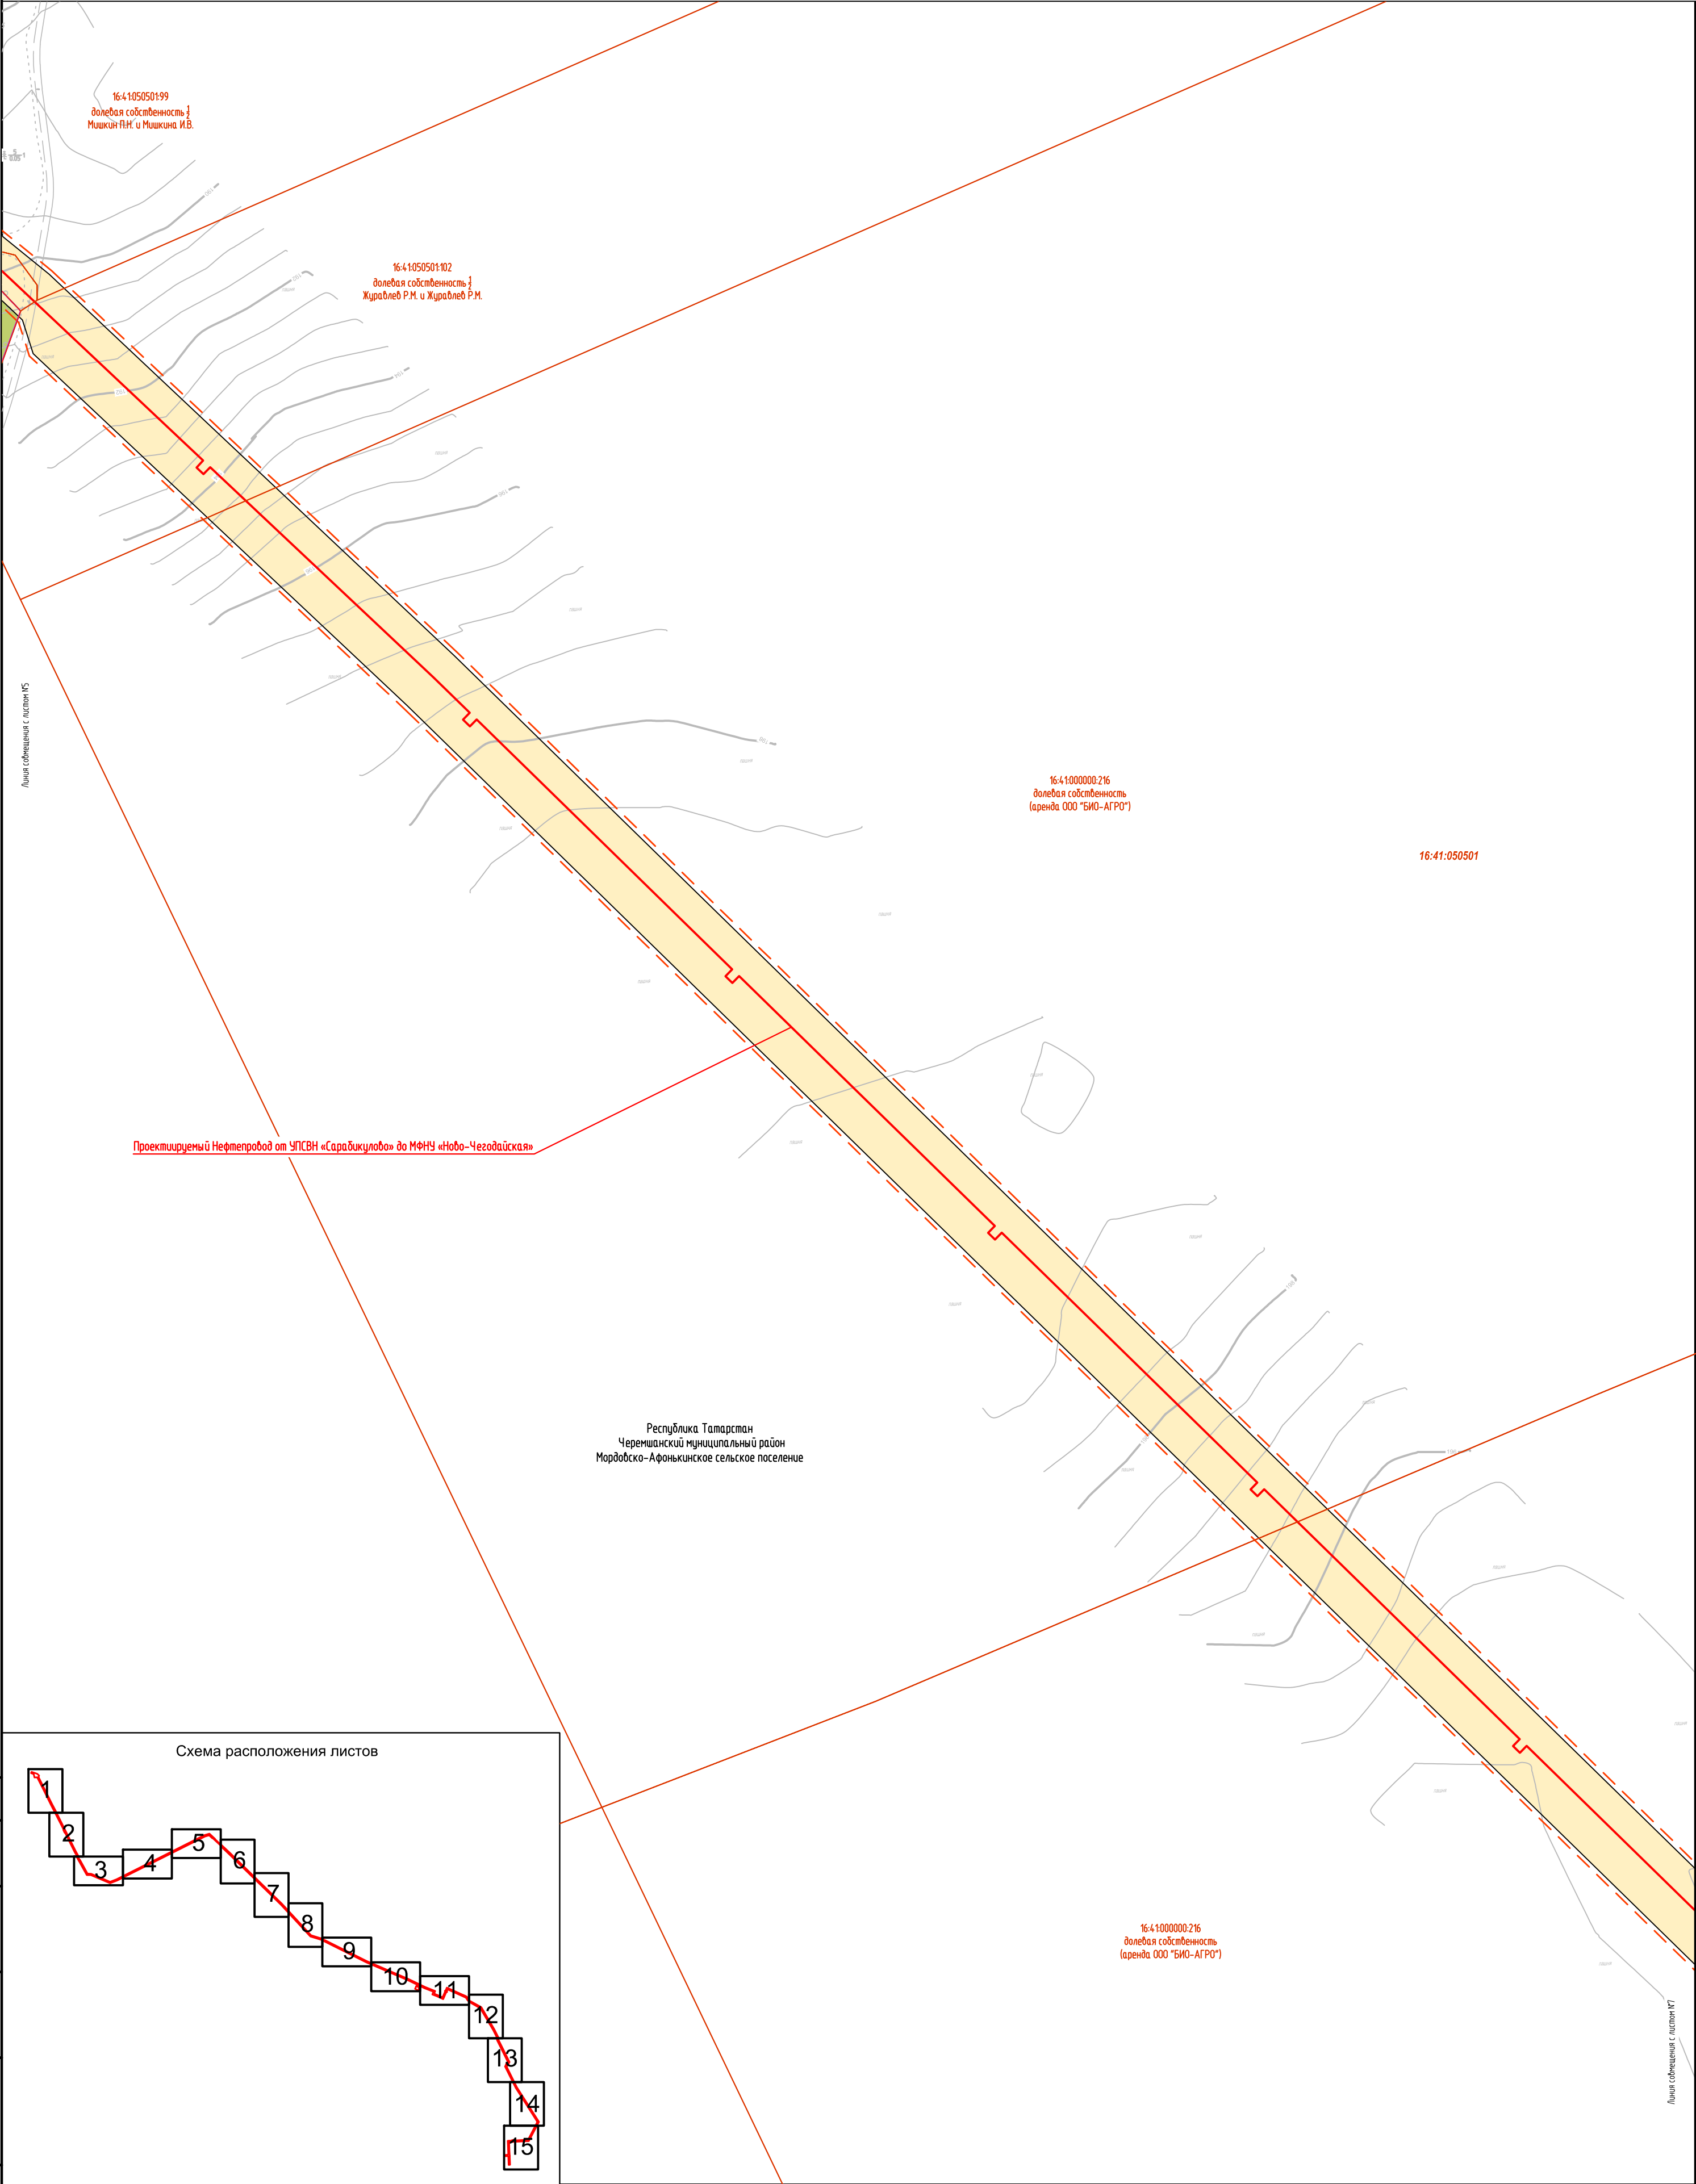 16:41:050501:99
долевая собственность 1/2
Мишкин П.Н. и Мишкина И.В.
16:41:050501:102
долевая собственность 1/2
Журавлев Р.М. и Журавлев Р.М.
Линия совмещения с листом №5
16:41:000000:216
долевая собственность
(аренда ООО "БИО-АГРО")
16:41:050501
Проектиируемый Нефтепровод от УПСВН «Сарабикулово» до МФНУ «Ново-Чегодайская»
Республика Татарстан
Черемшанский муниципальный район
Мордовско-Афонькинское сельское поселение
Схема расположения листов
1
2
3
4
5
6
7
8
9
10
11
12
13
14
15
16:41:000000:216
долевая собственность
(аренда ООО "БИО-АГРО")
Линия совмещения с листом №7